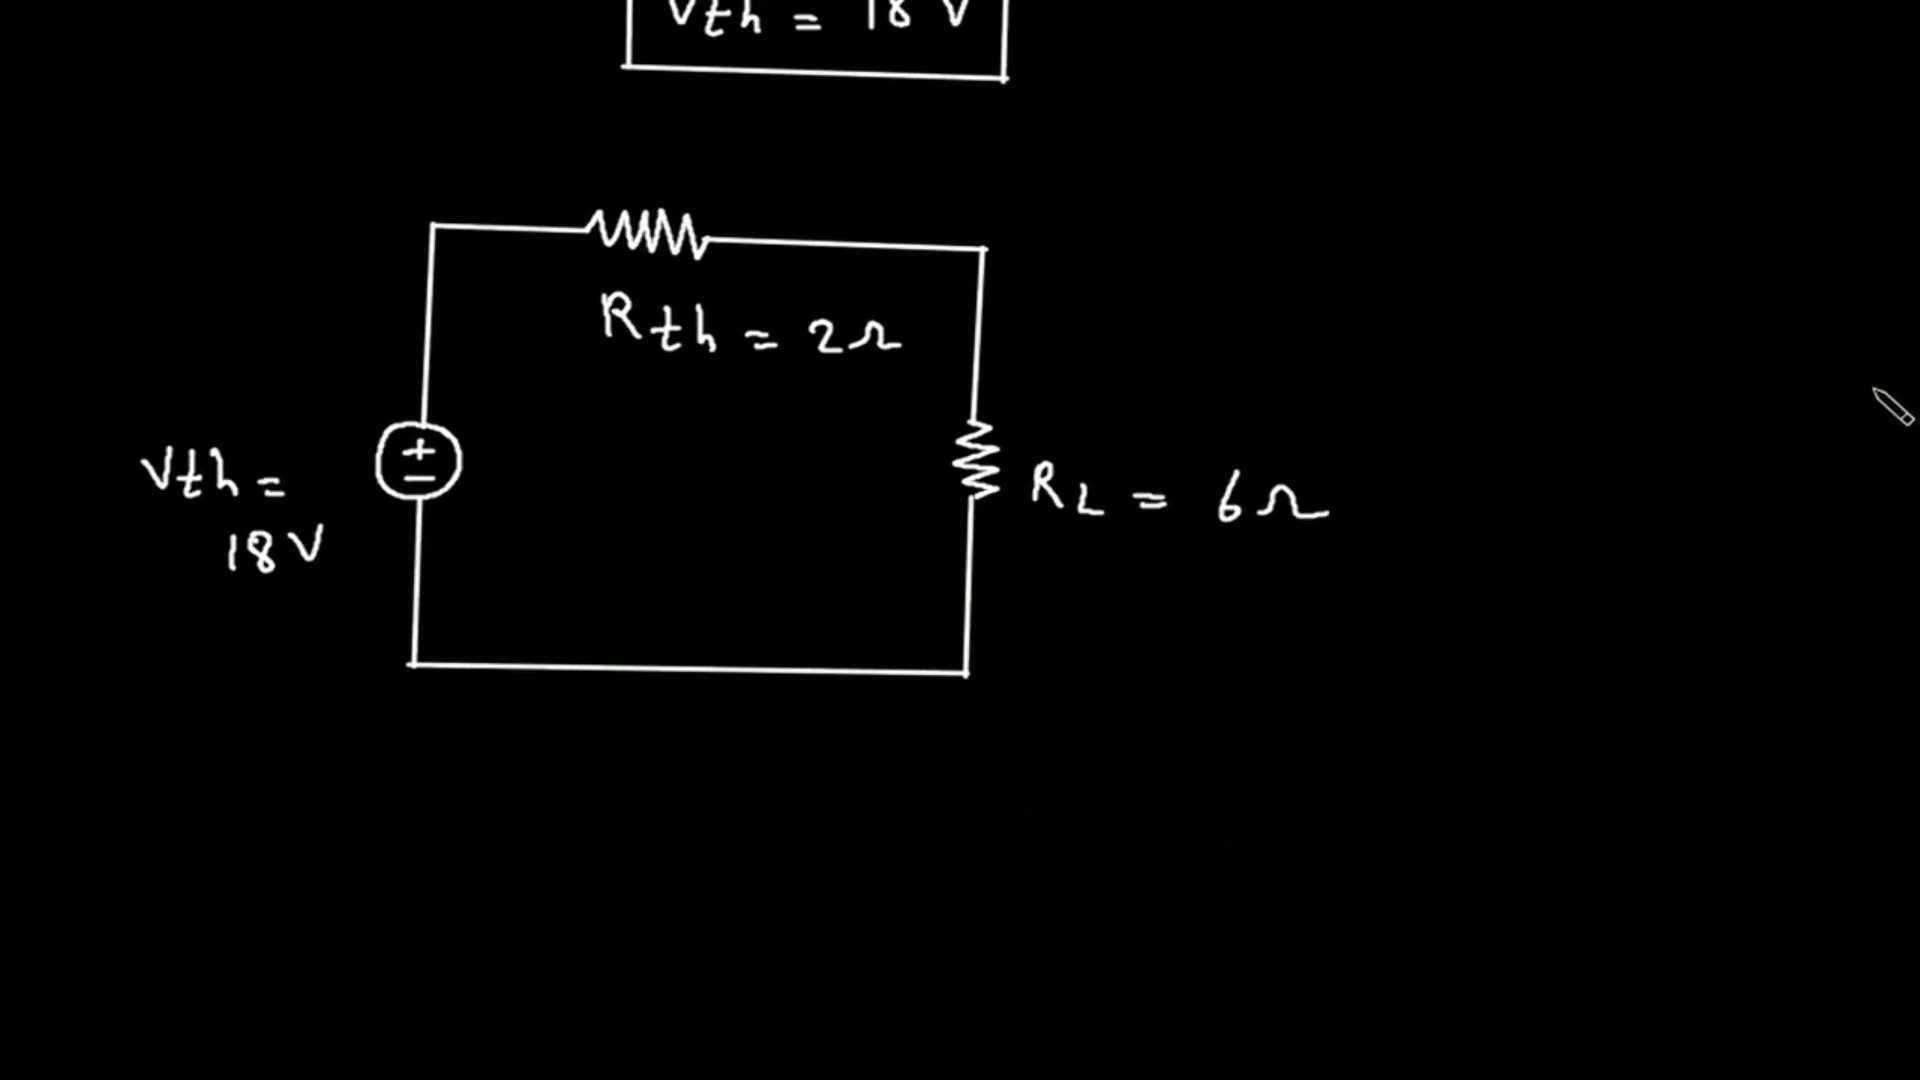 Vth = 18 V
Rth = 2Ω
Vth =
18V
RL = 6Ω